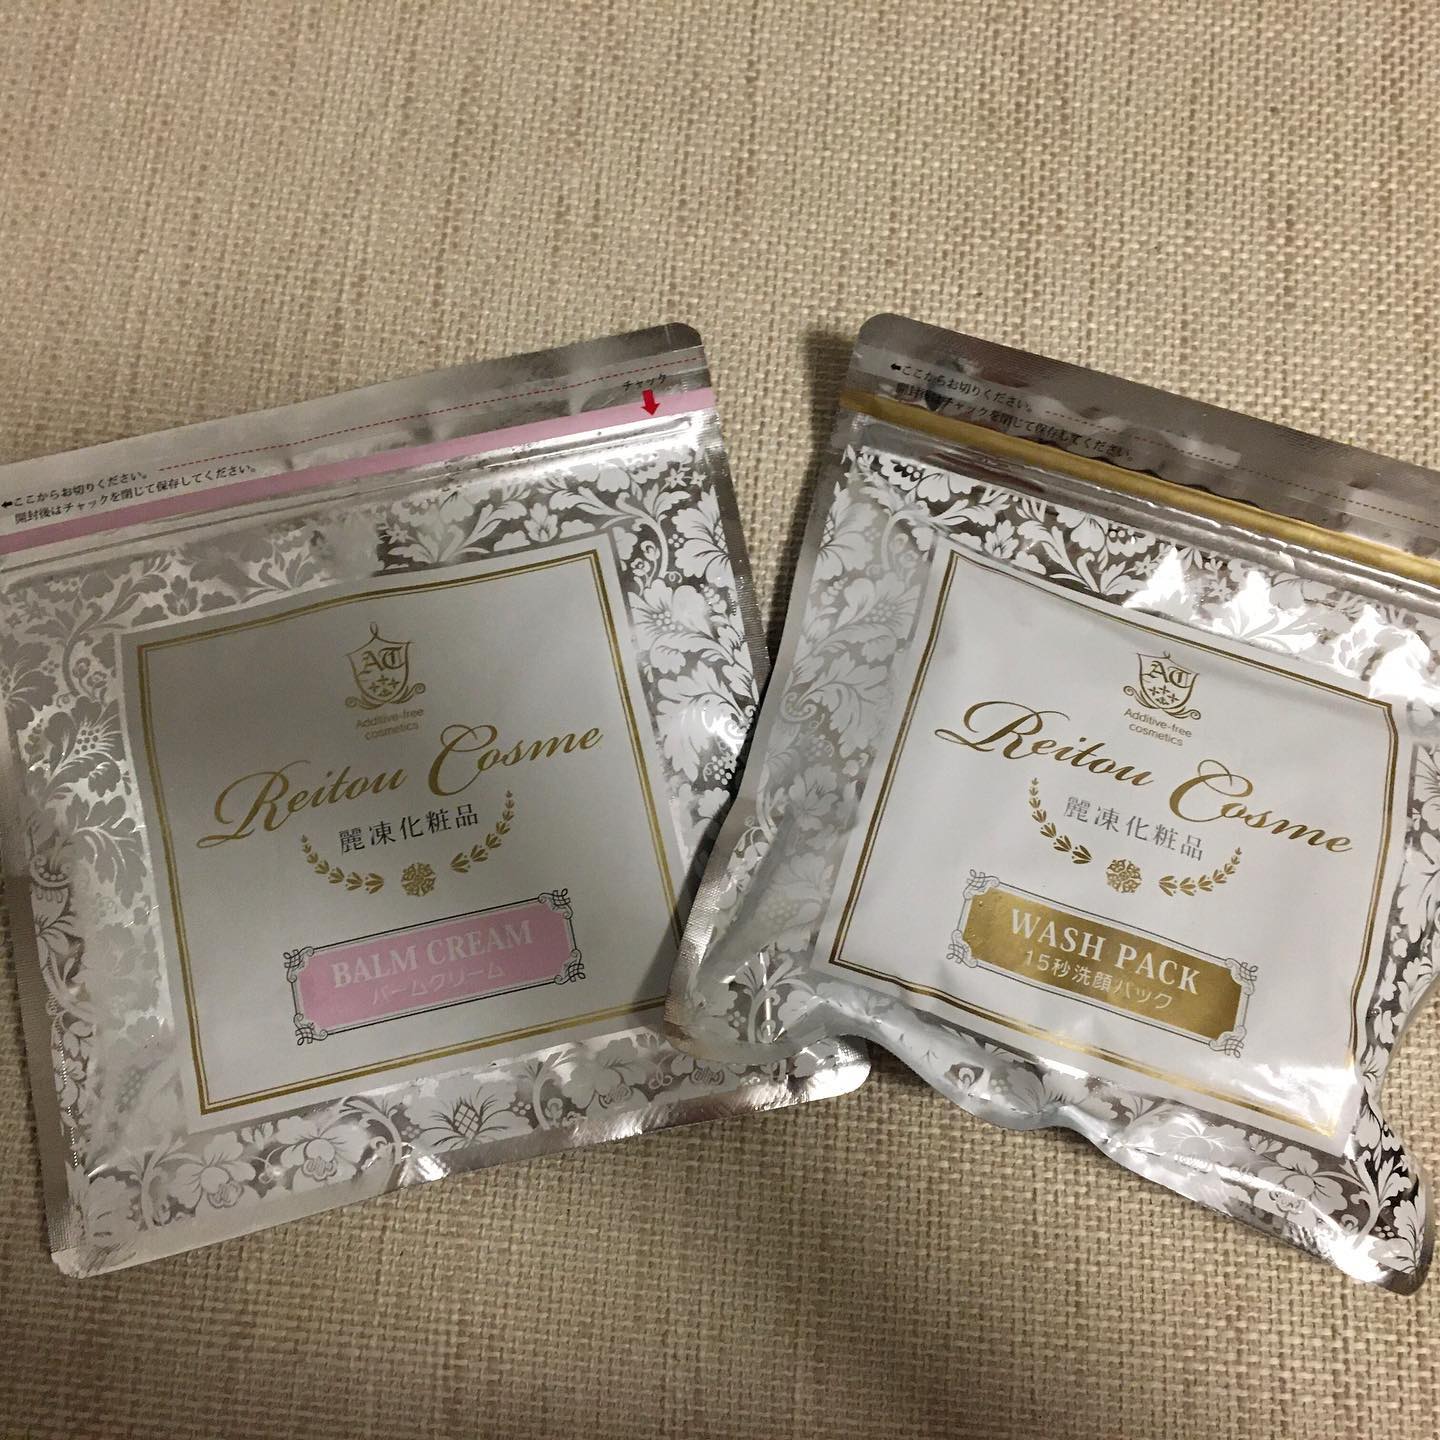 チャック
⬅ここからお切りください。
開封後はチャックを閉じて保存してください。
AT
Additive-free
cosmetics
Reitou Cosme
麗凍化粧品
BALM CREAM
バームクリーム
⬅ここからお切りください。
開封後はチャックを閉じて保存してください。
AT
Additive-free
cosmetics
Reitou Cosme
麗凍化粧品
WASH PACK
15秒洗顔パック